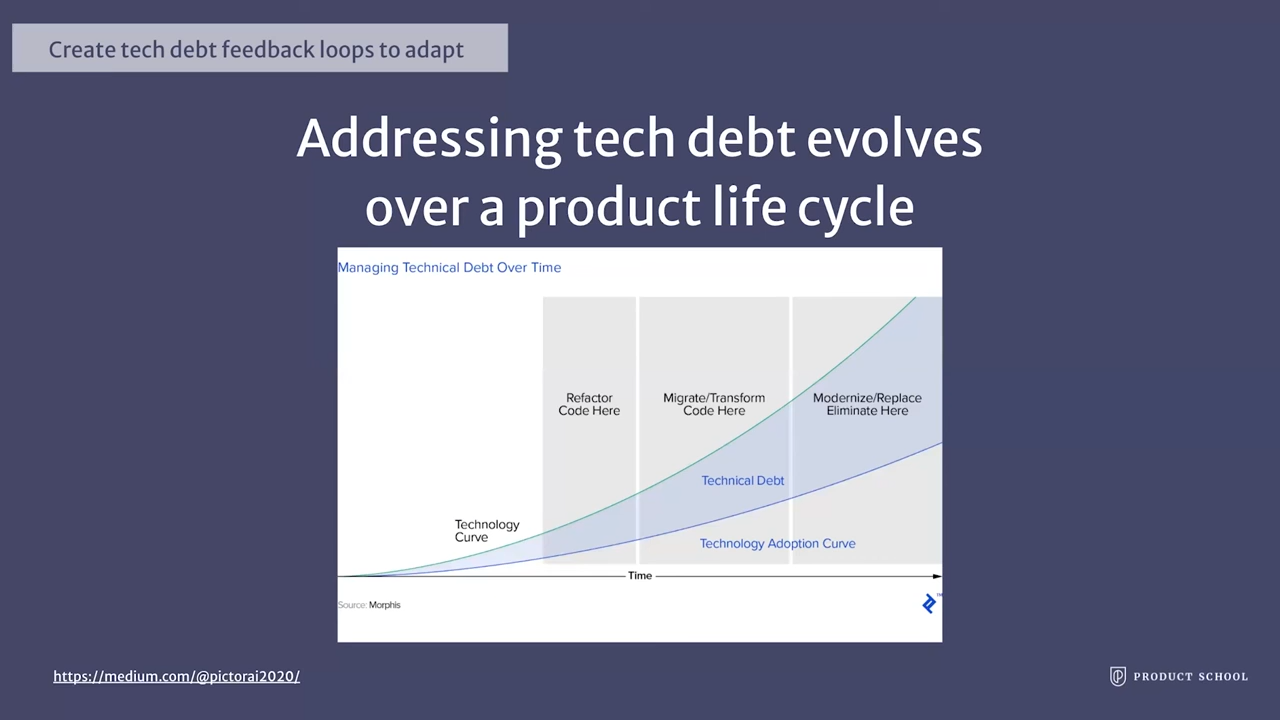 Create tech debt feedback loops to adapt
Addressing tech debt evolves
over a product life cycle
Managing Technical Debt Over Time
Refactor
Code Here
Migrate/Transform
Code Here
Modernize/Replace
Eliminate Here
Technical Debt
Technology
Curve
Technology Adoption Curve
Time
Source: Morphis
TM
https://medium.com/@pictorai2020/
PRODUCT SCHOOL